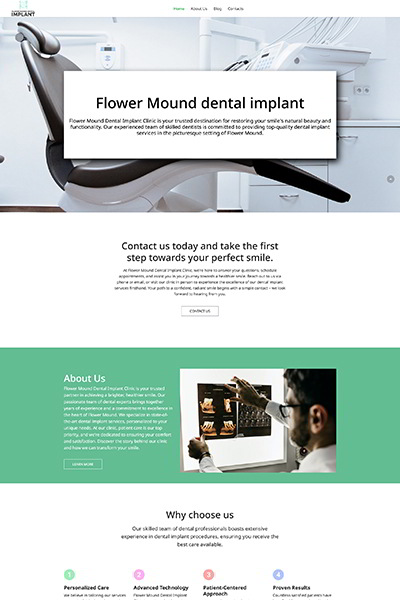 IMPLANT
Home About Us Blog Contacts
Flower Mound dental implant
Flower Mound Dental Implant Clinic is your trusted destination for restoring your smile's natural beauty and
functionality. Our experienced team of skilled dentists is committed to providing top-quality dental implant
services in the picturesque setting of Flower Mound.
Contact us today and take the first
step towards your perfect smile.
At Flower Mound Dental Implant Clinic, we're here to answer your questions, schedule
appointments, and assist you in your journey towards a healthier smile. Reach out to us via
phone or email, or visit our clinic in person to experience the excellence of our dental implant
services firsthand. Your path to a confident, radiant smile begins with a simple contact – we look
forward to hearing from you.
CONTACT US
About Us
Flower Mound Dental Implant Clinic is your trusted
partner in achieving a brighter, healthier smile. Our
passionate team of dental experts brings together
years of experience and a commitment to excellence in
the heart of Flower Mound. We specialize in state-of-
the-art dental implant services, personalized to your
unique needs. At our clinic, patient care is our top
priority, and we're dedicated to ensuring your comfort
and satisfaction. Discover the story behind our clinic
and how we can transform your smile.
LEARN MORE
Why choose us
Our skilled team of dental professionals boasts extensive
experience in dental implant procedures, ensuring you receive the
best care available.
1 2 3 4
Personalized Care Advanced Technology Patient-Centered Proven Results
Approach
We believe in tailoring our services Flower Mound Dental Implant Countless satisfied patients have